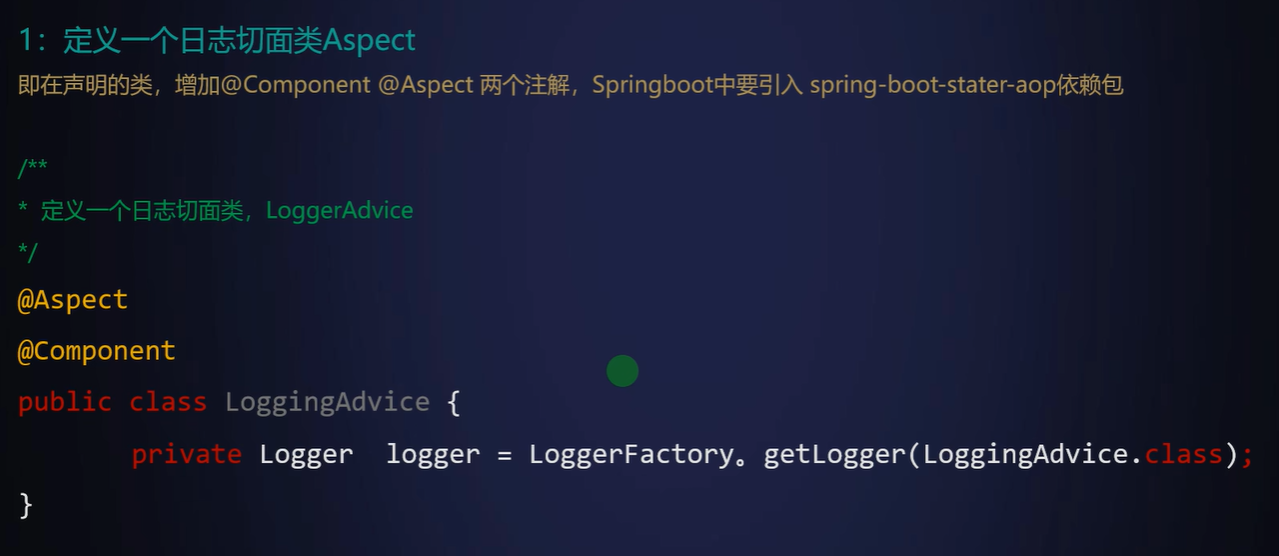 1：定义一个日志切面类Aspect
即在声明的类，增加@Component @Aspect 两个注解，Springboot中要引入 spring-boot-stater-aop依赖包
/**
* 定义一个日志切面类，LoggerAdvice
*/
@Aspect
@Component
public class LoggingAdvice {
private Logger logger = LoggerFactory。getLogger(LoggingAdvice.class);
}